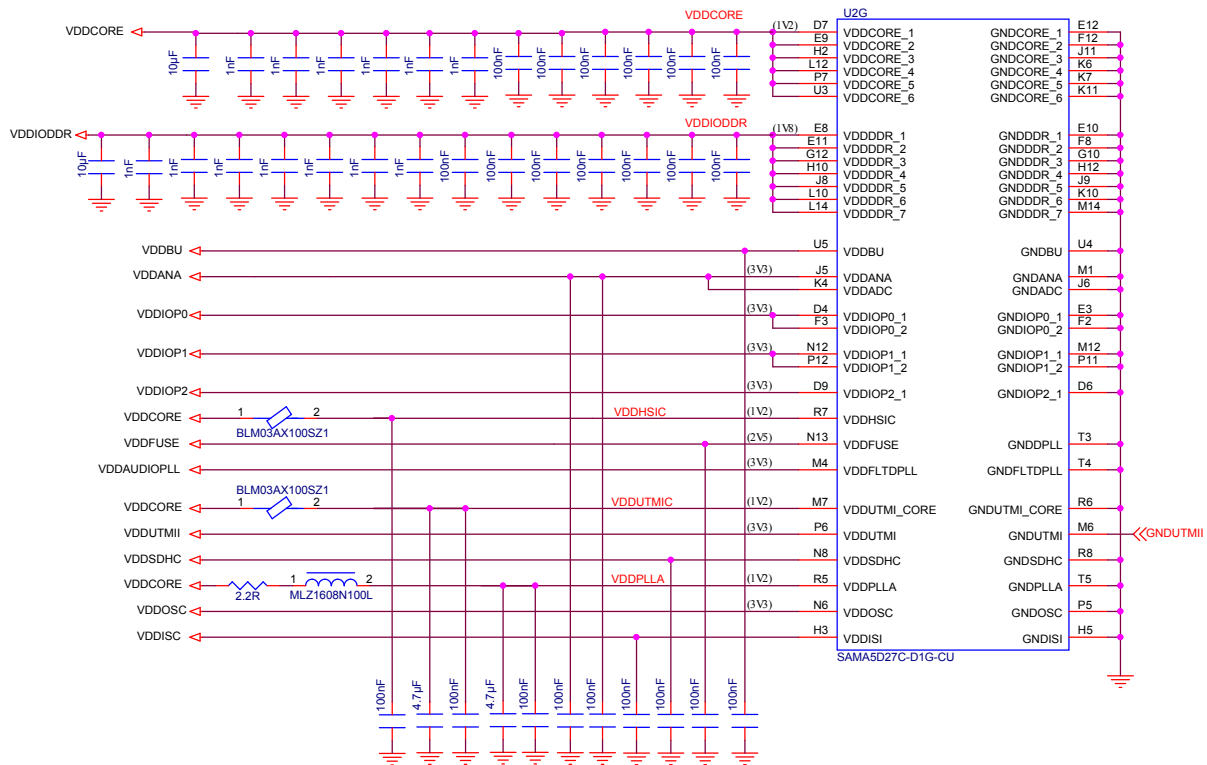 U2G
VDDCORE
VDDCORE
(1V2)
D7
E9
H2
L12
P7
U3
VDDCORE_1
VDDCORE_2
VDDCORE_3
VDDCORE_4
VDDCORE_5
VDDCORE_6
GNDCORE_1
GNDCORE_2
GNDCORE_3
GNDCORE_4
GNDCORE_5
GNDCORE_6
E12
F12
J11
K6
K7
K11
10µF
1nF
1nF
1nF
1nF
1nF
1nF
100nF
100nF
100nF
100nF
100nF
100nF
VDDIODDR
VDDIODDR
(1V8)
E8
E11
G12
H10
J8
L10
L14
VDDDDR_1
VDDDDR_2
VDDDDR_3
VDDDDR_4
VDDDDR_5
VDDDDR_6
VDDDDR_7
GNDDDR_1
GNDDDR_2
GNDDDR_3
GNDDDR_4
GNDDDR_5
GNDDDR_6
GNDDDR_7
E10
F8
G10
H12
J9
K10
M14
10µF
1nF
1nF
1nF
1nF
1nF
1nF
1nF
100nF
100nF
100nF
100nF
100nF
100nF
100nF
VDDBU U5 VDDBU GNDBU U4
VDDANA (3V3) J5 VDDANA GNDANA M1
K4 VDDADC GNDADC J6
VDDIOP0 (3V3) D4 VDDIOP0_1 GNDIOP0_1 E3
F3 VDDIOP0_2 GNDIOP0_2 F2
VDDIOP1 (3V3) N12 VDDIOP1_1 GNDIOP1_1 M12
P12 VDDIOP1_2 GNDIOP1_2 P11
VDDIOP2 (3V3) D9 VDDIOP2_1 GNDIOP2_1 D6
VDDCORE 1 2 VDDHSIC (1V2) R7 VDDHSIC
BLM03AX100SZ1
VDDFUSE (2V5) N13 VDDFUSE GNDDPLL T3
VDDAUDIOPLL (3V3) M4 VDDFLTDPLL GNDFLTDPLL T4
BLM03AX100SZ1
VDDCORE 1 2 VDDUTMIC (1V2) M7 VDDUTMI_CORE GNDUTMI_CORE R6
VDDUTMII (3V3) P6 VDDUTMI GNDUTMI M6 GNDUTMII
VDDSDHC N8 VDDSDHC GNDSDHC R8
VDDCORE 1 2 VDDPLLA (1V2) R5 VDDPLLA GNDPLLA T5
2.2R MLZ1608N100L
VDDOSC (3V3) N6 VDDOSC GNDOSC P5
VDDISC H3 VDDISI GNDISI H5
SAMA5D27C-D1G-CU
100nF
4.7µF
100nF
4.7µF
100nF
100nF
100nF
100nF
100nF
100nF
100nF